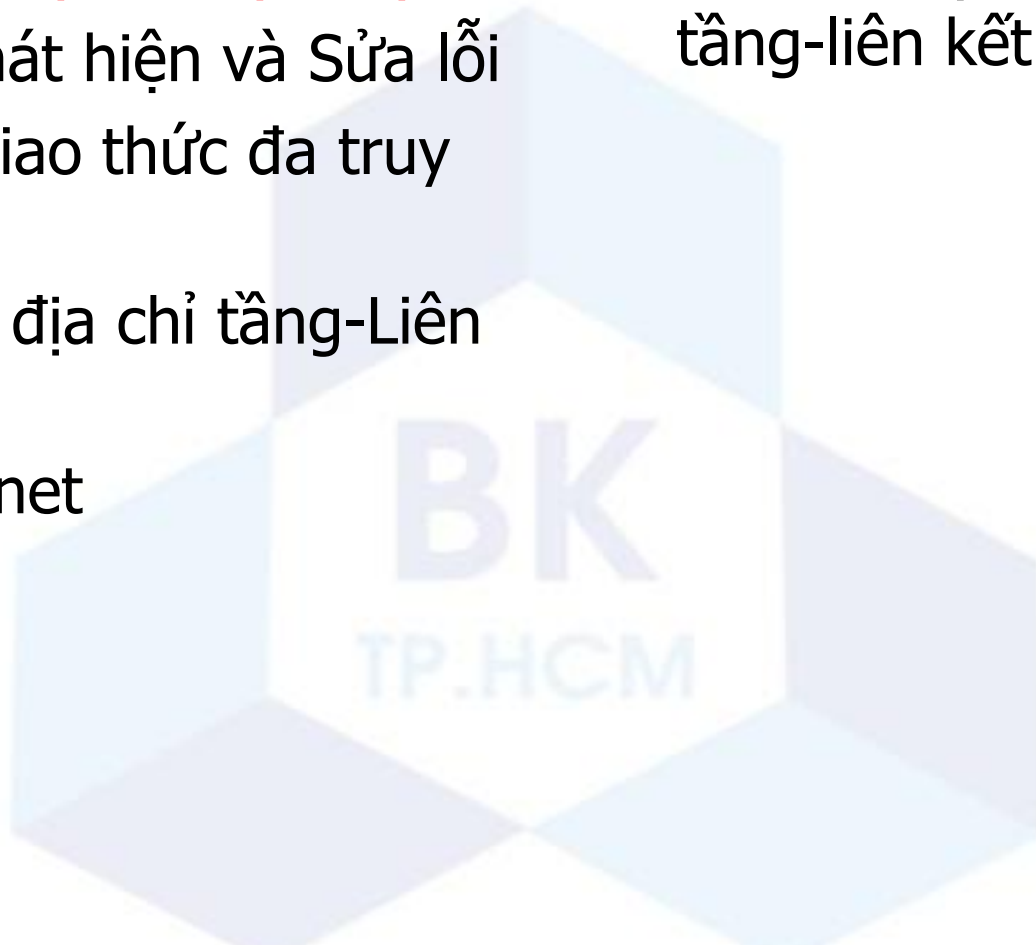 hát hiện và Sửa lỗi
iao thức đa truy
địa chỉ tầng-Liên
net
tầng-liên kết
BK
TP.HCM